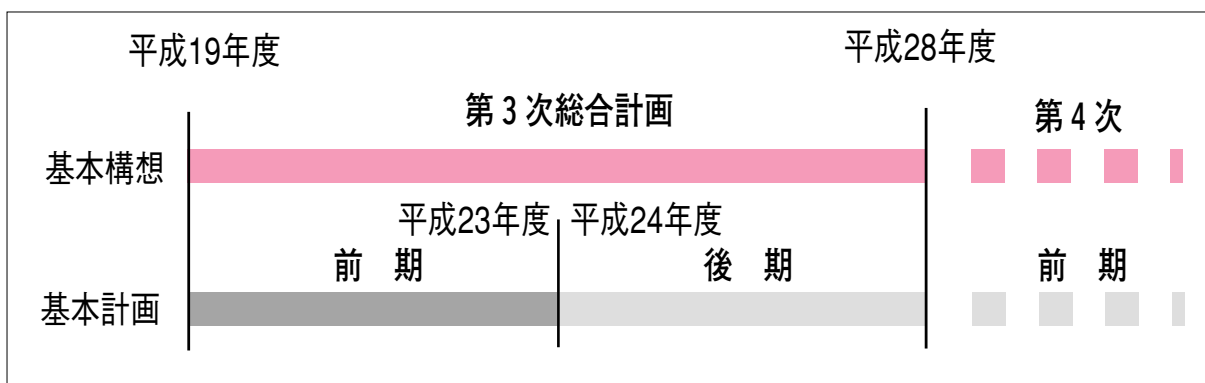 平成19年度
平成28年度
第3次総合計画
第4次
基本構想
平成23年度
平成24年度
前 期
後 期
前 期
基本計画